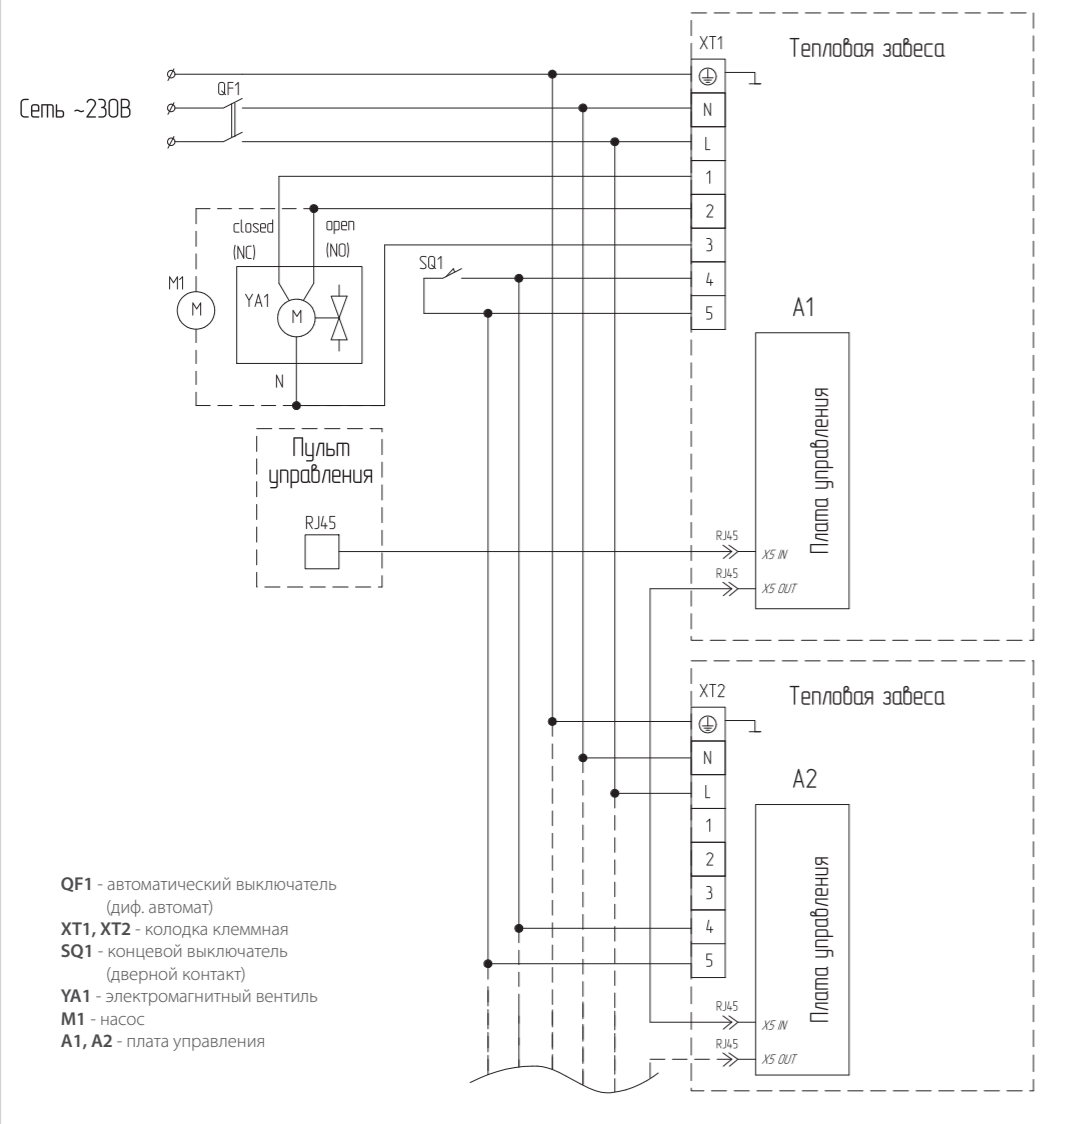 XT1
Тепловая завеса
QF1
Сеть ~230В
N
L
1
2
3
4
5
closed
(NC)
open
(NO)
SQ1
M1
M
YA1
M
N
A1
Плата управления
Пульт
управления
RJ45
RJ45
X5 IN
RJ45
X5 OUT
XT2
Тепловая завеса
N
L
1
2
3
4
5
A2
Плата управления
RJ45
X5 IN
RJ45
X5 OUT
QF1 - автоматический выключатель
(диф. автомат)
XT1, XT2 - колодка клеммная
SQ1 - концевой выключатель
(дверной контакт)
YA1 - электромагнитный вентиль
M1 - насос
A1, A2 - плата управления